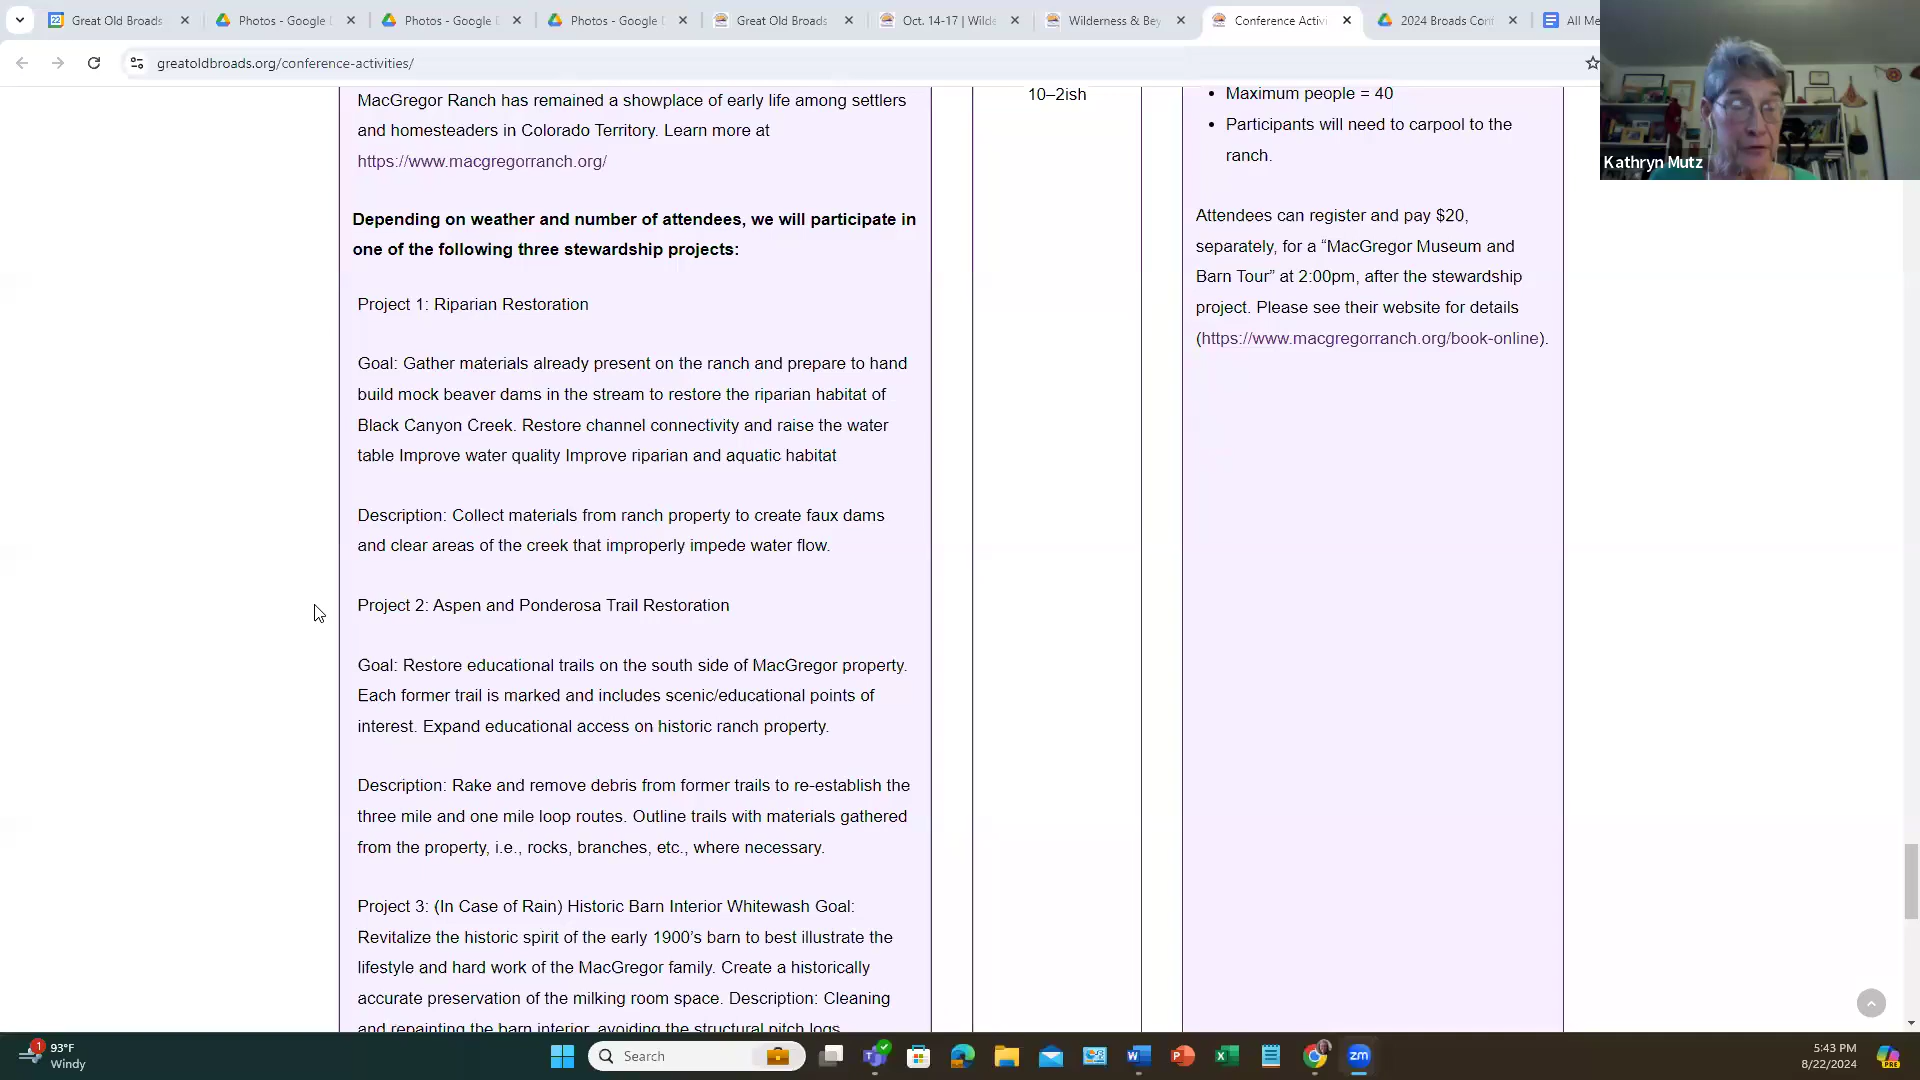 Great Old Broads
Photos - Google D
Photos - Google D
Photos - Google D
Great Old Broads
Oct. 14-17 | Wilde
Wilderness & Bey
Conference Activi
2024 Broads Conf
All Me
greatoldbroads.org/conference-activities/
Kathryn Mutz
MacGregor Ranch has remained a showplace of early life among settlers
and homesteaders in Colorado Territory. Learn more at
https://www.macgregorranch.org/
Depending on weather and number of attendees, we will participate in
one of the following three stewardship projects:
Project 1: Riparian Restoration
Goal: Gather materials already present on the ranch and prepare to hand
build mock beaver dams in the stream to restore the riparian habitat of
Black Canyon Creek. Restore channel connectivity and raise the water
table Improve water quality Improve riparian and aquatic habitat
Description: Collect materials from ranch property to create faux dams
and clear areas of the creek that improperly impede water flow.
Project 2: Aspen and Ponderosa Trail Restoration
Goal: Restore educational trails on the south side of MacGregor property.
Each former trail is marked and includes scenic/educational points of
interest. Expand educational access on historic ranch property.
Description: Rake and remove debris from former trails to re-establish the
three mile and one mile loop routes. Outline trails with materials gathered
from the property, i.e., rocks, branches, etc., where necessary.
Project 3: (In Case of Rain) Historic Barn Interior Whitewash Goal:
Revitalize the historic spirit of the early 1900's barn to best illustrate the
lifestyle and hard work of the MacGregor family. Create a historically
accurate preservation of the milking room space. Description: Cleaning
and repainting the barn interior, avoiding the structural pitch logs
10–2ish
• Maximum people = 40
• Participants will need to carpool to the
ranch.
Attendees can register and pay $20,
separately, for a “MacGregor Museum and
Barn Tour” at 2:00pm, after the stewardship
project. Please see their website for details
(https://www.macgregorranch.org/book-online).
1
93°F
Windy
Search
zm
5:43 PM
8/22/2024
PRE